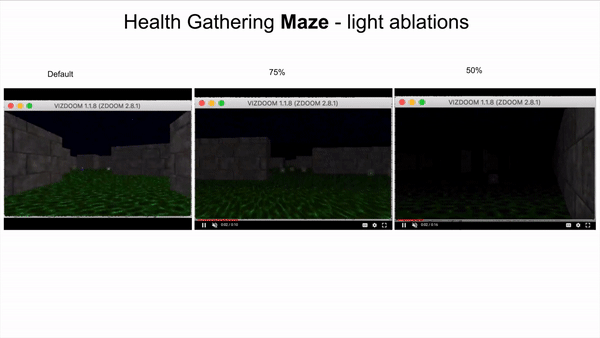 Health Gathering Maze - light ablations
Default
75%
50%
VIZDOOM 1.1.8 (ZDOOM 2.8.1)
VIZDOOM 1.1.8 (ZDOOM 2.8.1)
VIZDOOM 1.1.8 (ZDOOM 2.8.1)